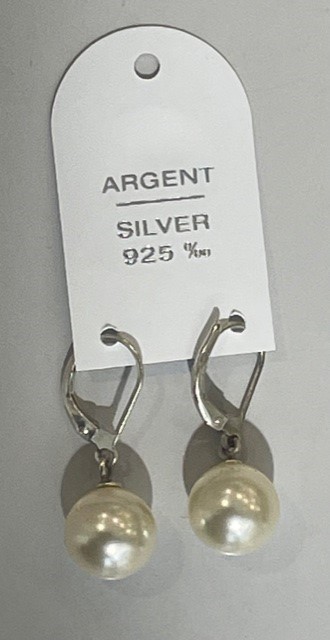 ARGENT
SILVER
925 ‰